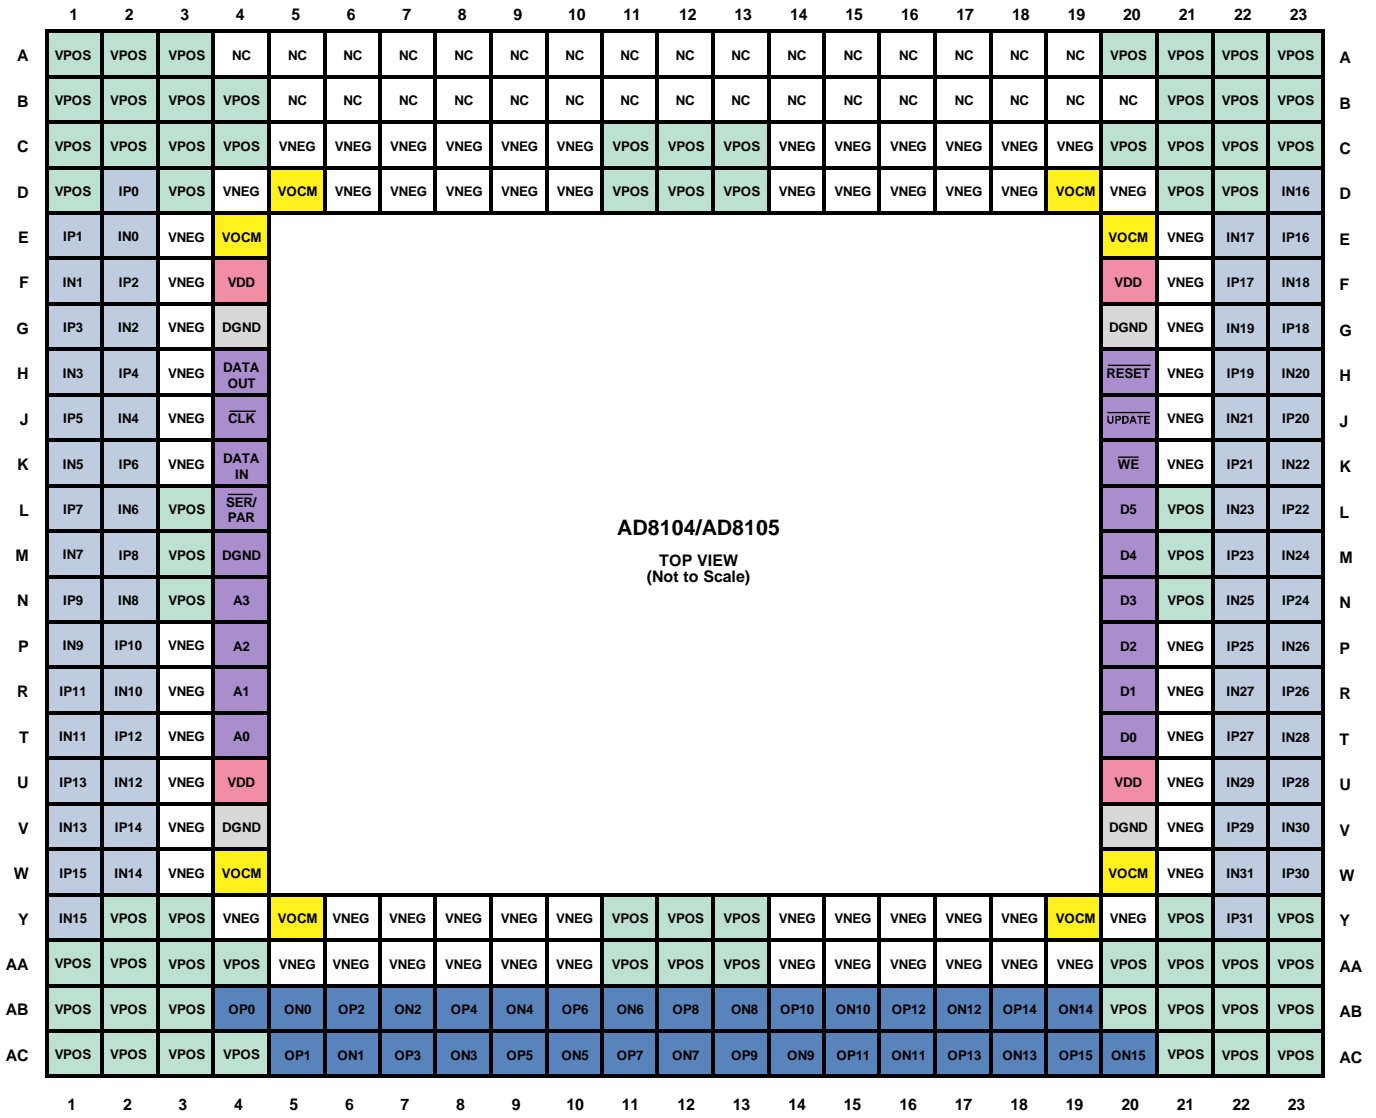 1 2 3 4 5 6 7 8 9 10 11 12 13 14 15 16 17 18 19 20 21 22 23
A VPOS VPOS VPOS NC NC NC NC NC NC NC NC NC NC NC NC NC NC NC NC VPOS VPOS VPOS VPOS A
B VPOS VPOS VPOS VPOS NC NC NC NC NC NC NC NC NC NC NC NC NC NC NC NC VPOS VPOS VPOS B
C VPOS VPOS VPOS VPOS VNEG VNEG VNEG VNEG VNEG VNEG VPOS VPOS VPOS VNEG VNEG VNEG VNEG VNEG VNEG VPOS VPOS VPOS VPOS C
D VPOS IP0 VPOS VNEG VOCM VNEG VNEG VNEG VNEG VNEG VPOS VPOS VPOS VNEG VNEG VNEG VNEG VNEG VOCM VNEG VPOS VPOS IN16 D
E IP1 IN0 VNEG VOCM VOCM VNEG IN17 IP16 E
F IN1 IP2 VNEG VDD VDD VNEG IP17 IN18 F
G IP3 IN2 VNEG DGND DGND VNEG IN19 IP18 G
H IN3 IP4 VNEG DATA OUT RESET VNEG IP19 IN20 H
J IP5 IN4 VNEG CLK UPDATE VNEG IN21 IP20 J
K IN5 IP6 VNEG DATA IN WE VNEG IP21 IN22 K
L IP7 IN6 VPOS SER/ PAR D5 VPOS IN23 IP22 L
AD8104/AD8105
M IN7 IP8 VPOS DGND D4 VPOS IP23 IN24 M
TOP VIEW
(Not to Scale)
N IP9 IN8 VPOS A3 D3 VPOS IN25 IP24 N
P IN9 IP10 VNEG A2 D2 VNEG IP25 IN26 P
R IP11 IN10 VNEG A1 D1 VNEG IN27 IP26 R
T IN11 IP12 VNEG A0 D0 VNEG IP27 IN28 T
U IP13 IN12 VNEG VDD VDD VNEG IN29 IP28 U
V IN13 IP14 VNEG DGND DGND VNEG IP29 IN30 V
W IP15 IN14 VNEG VOCM VOCM VNEG IN31 IP30 W
Y IN15 VPOS VPOS VNEG VOCM VNEG VNEG VNEG VNEG VNEG VPOS VPOS VPOS VNEG VNEG VNEG VNEG VNEG VOCM VNEG VPOS IP31 VPOS Y
AA VPOS VPOS VPOS VPOS VNEG VNEG VNEG VNEG VNEG VNEG VPOS VPOS VPOS VNEG VNEG VNEG VNEG VNEG VNEG VPOS VPOS VPOS VPOS AA
AB VPOS VPOS VPOS OP0 ON0 OP2 ON2 OP4 ON4 OP6 ON6 OP8 ON8 OP10 ON10 OP12 ON12 OP14 ON14 VPOS VPOS VPOS VPOS AB
AC VPOS VPOS VPOS VPOS OP1 ON1 OP3 ON3 OP5 ON5 OP7 ON7 OP9 ON9 OP11 ON11 OP13 ON13 OP15 ON15 VPOS VPOS VPOS AC
1 2 3 4 5 6 7 8 9 10 11 12 13 14 15 16 17 18 19 20 21 22 23